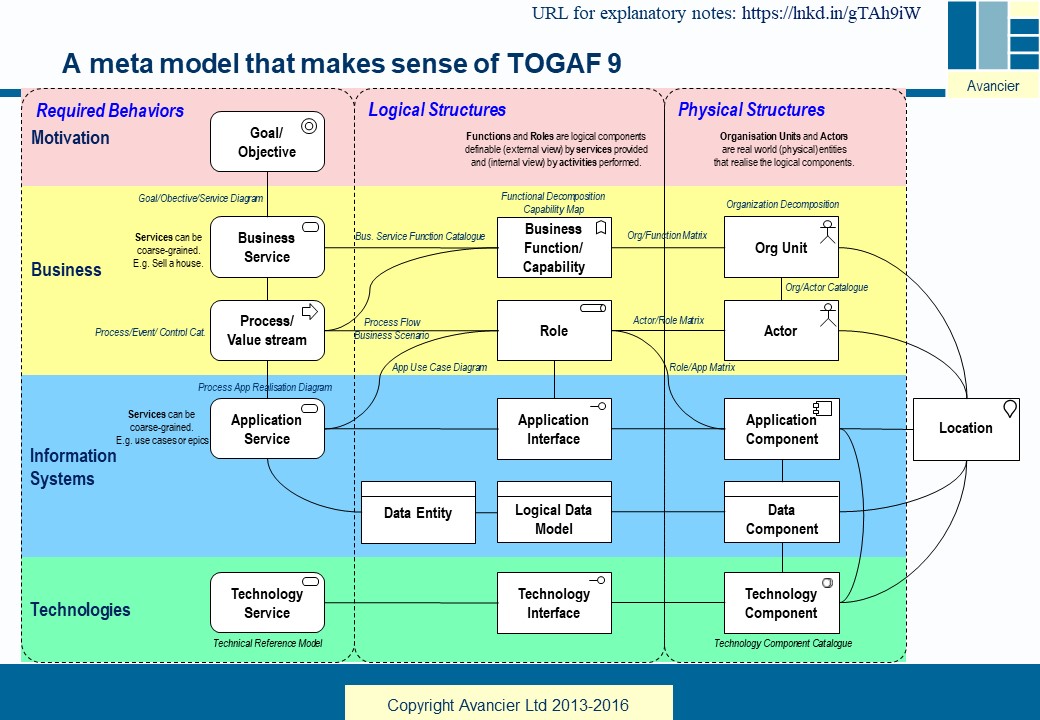 URL for explanatory notes: https://lnkd.in/gTAh9iW
A meta model that makes sense of TOGAF 9
Avancier
Required Behaviors
Logical Structures
Physical Structures
Motivation
Goal/
Objective
Functions and Roles are logical components
definable (external view) by services provided
and (internal view) by activities performed.
Organisation Units and Actors
are real world (physical) entities
that realise the logical components.
Goal/Obective/Service Diagram
Functional Decomposition
Capability Map
Organization Decomposition
Business
Services can be
coarse-grained.
E.g. Sell a house.
Business
Service
Bus. Service Function Catalogue
Business
Function/
Capability
Org/Function Matrix
Org Unit
Org/Actor Catalogue
Process/Event/ Control Cat.
Process/
Value stream
Process Flow
Business Scenario
Role
Actor/Role Matrix
Actor
App Use Case Diagram
Role/App Matrix
Process App Realisation Diagram
Information
Systems
Services can be
coarse-grained.
E.g. use cases or epics
Application
Service
Application
Interface
Application
Component
Location
Data Entity
Logical Data
Model
Data
Component
Technologies
Technology
Service
Technology
Interface
Technology
Component
Technical Reference Model
Technology Component Catalogue
Copyright Avancier Ltd 2013-2016